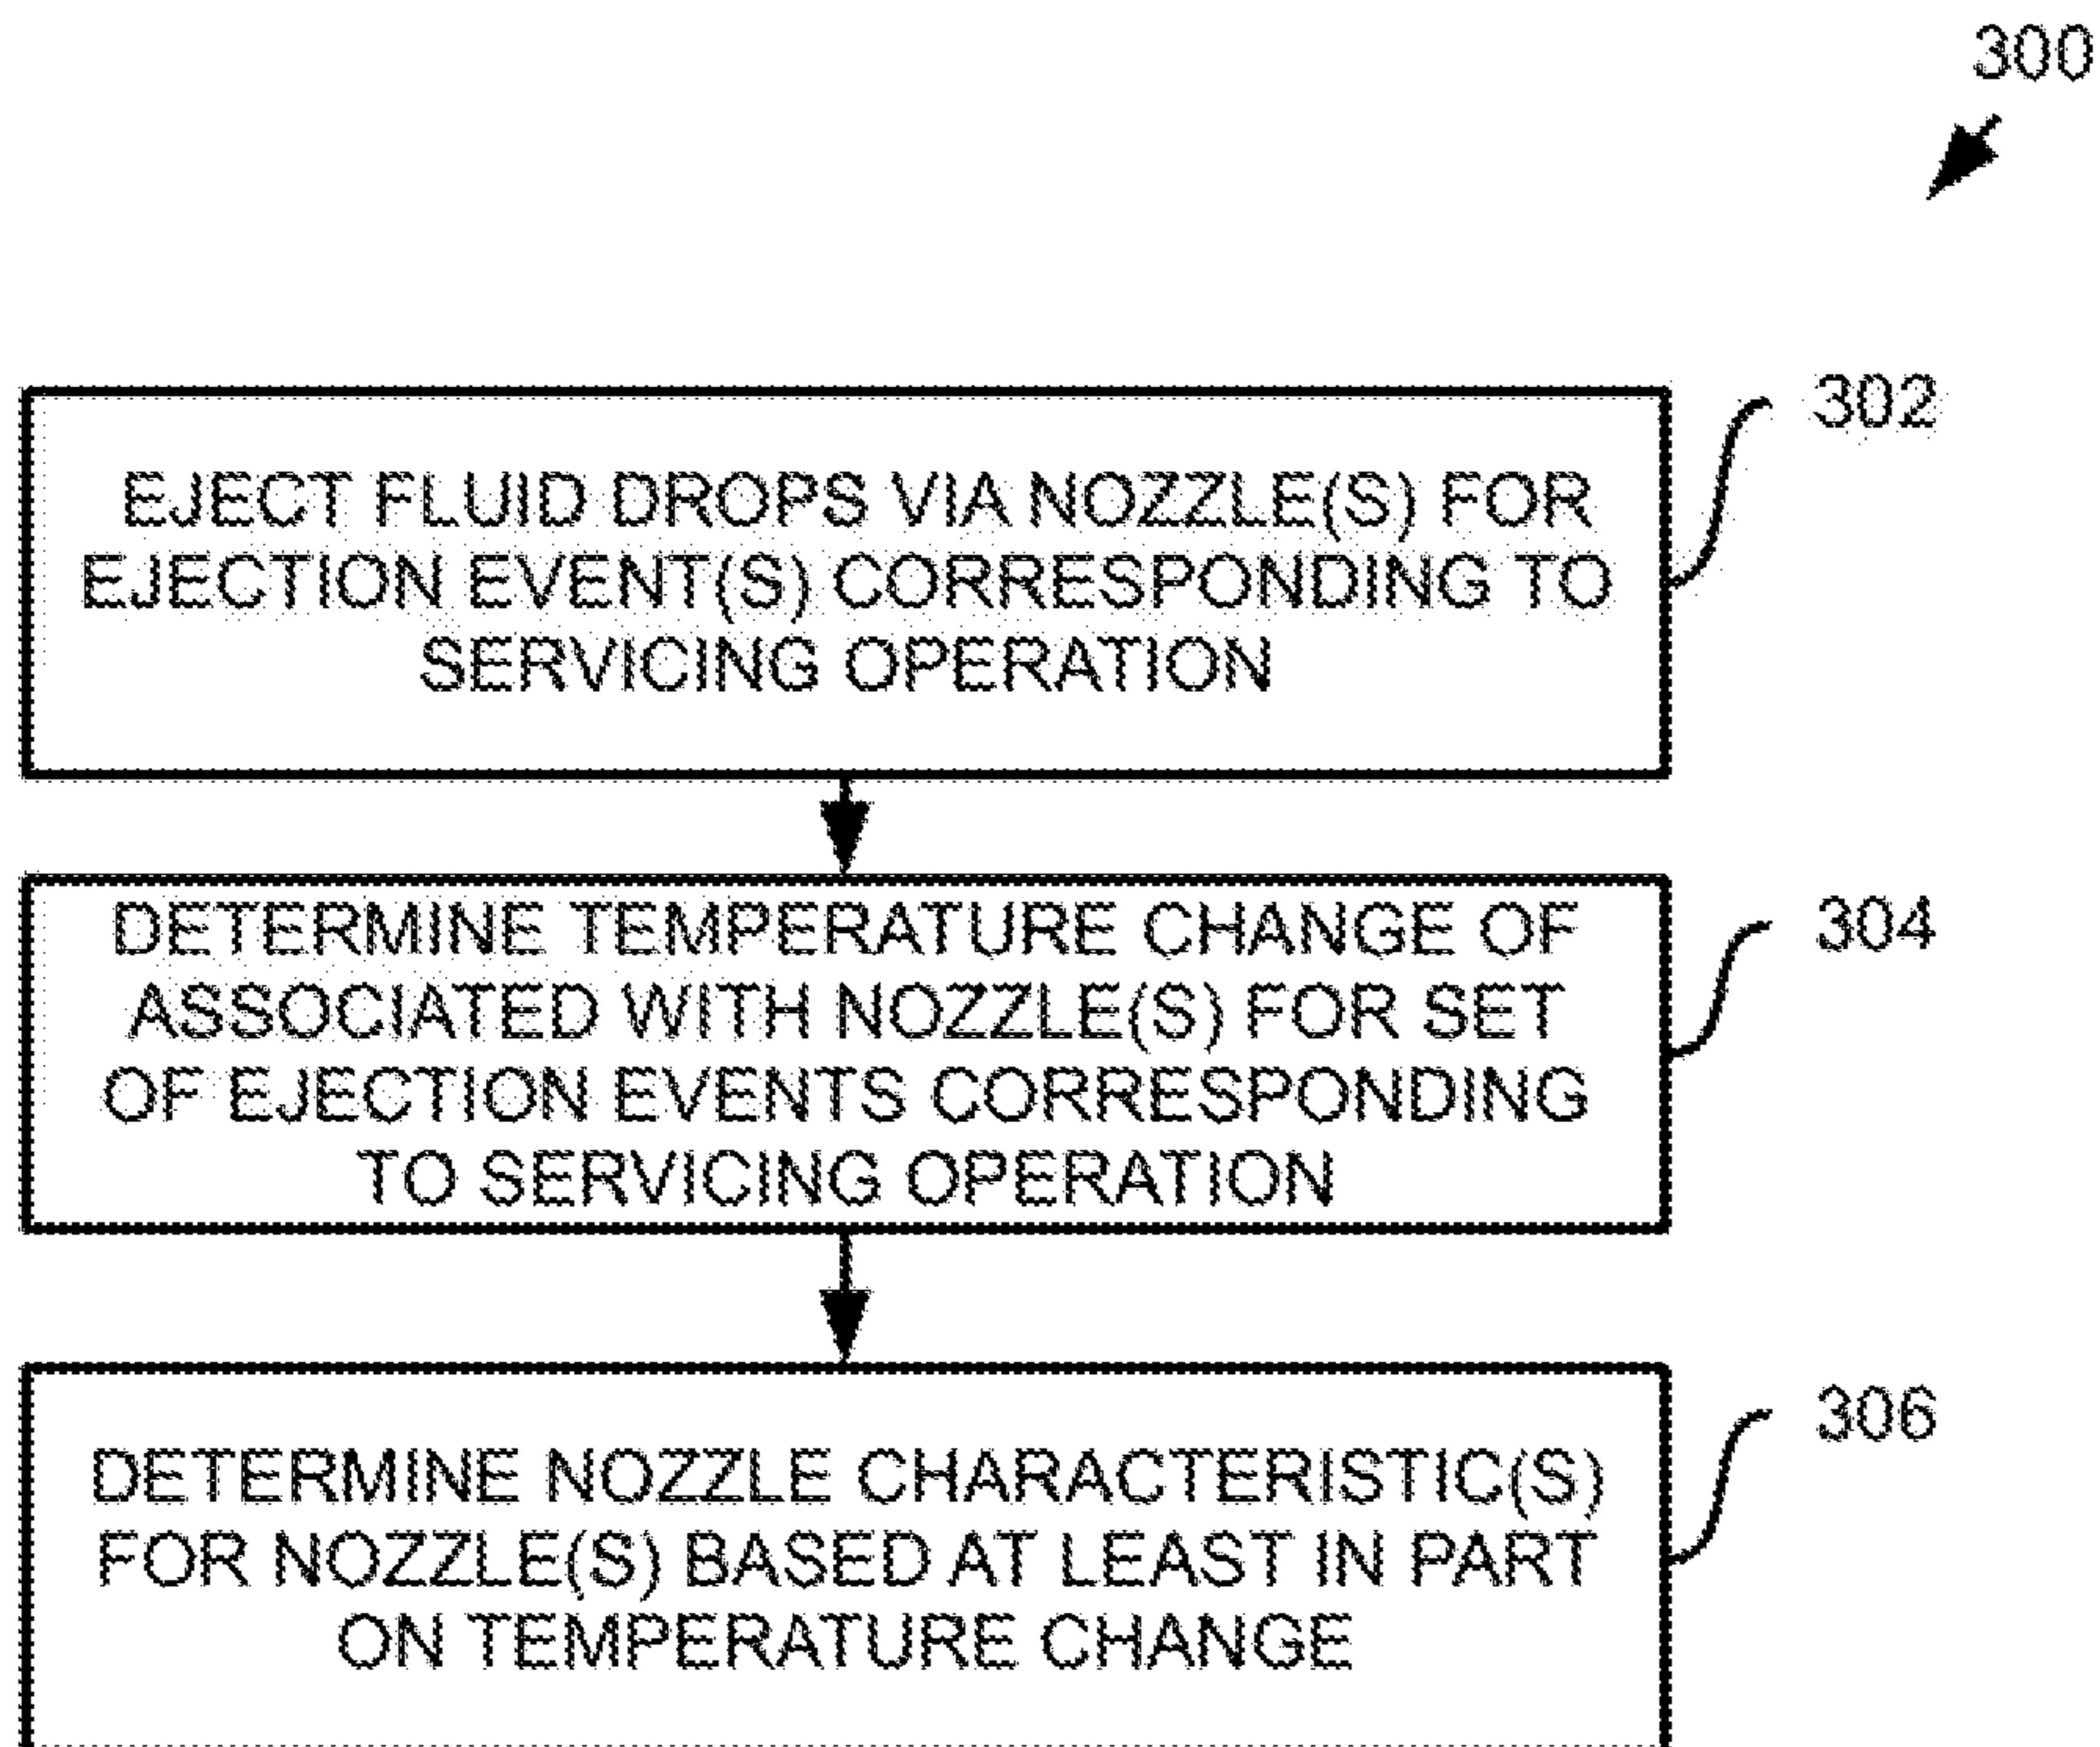 300
302
EJECT FLUID DROPS VIA NOZZLE(S) FOR
EJECTION EVENT(S) CORRESPONDING TO
SERVICING OPERATION
304
DETERMINE TEMPERATURE CHANGE OF
ASSOCIATED WITH NOZZLE(S) FOR SET
OF EJECTION EVENTS CORRESPONDING
TO SERVICING OPERATION
306
DETERMINE NOZZLE CHARACTERISTIC(S)
FOR NOZZLE(S) BASED AT LEAST IN PART
ON TEMPERATURE CHANGE